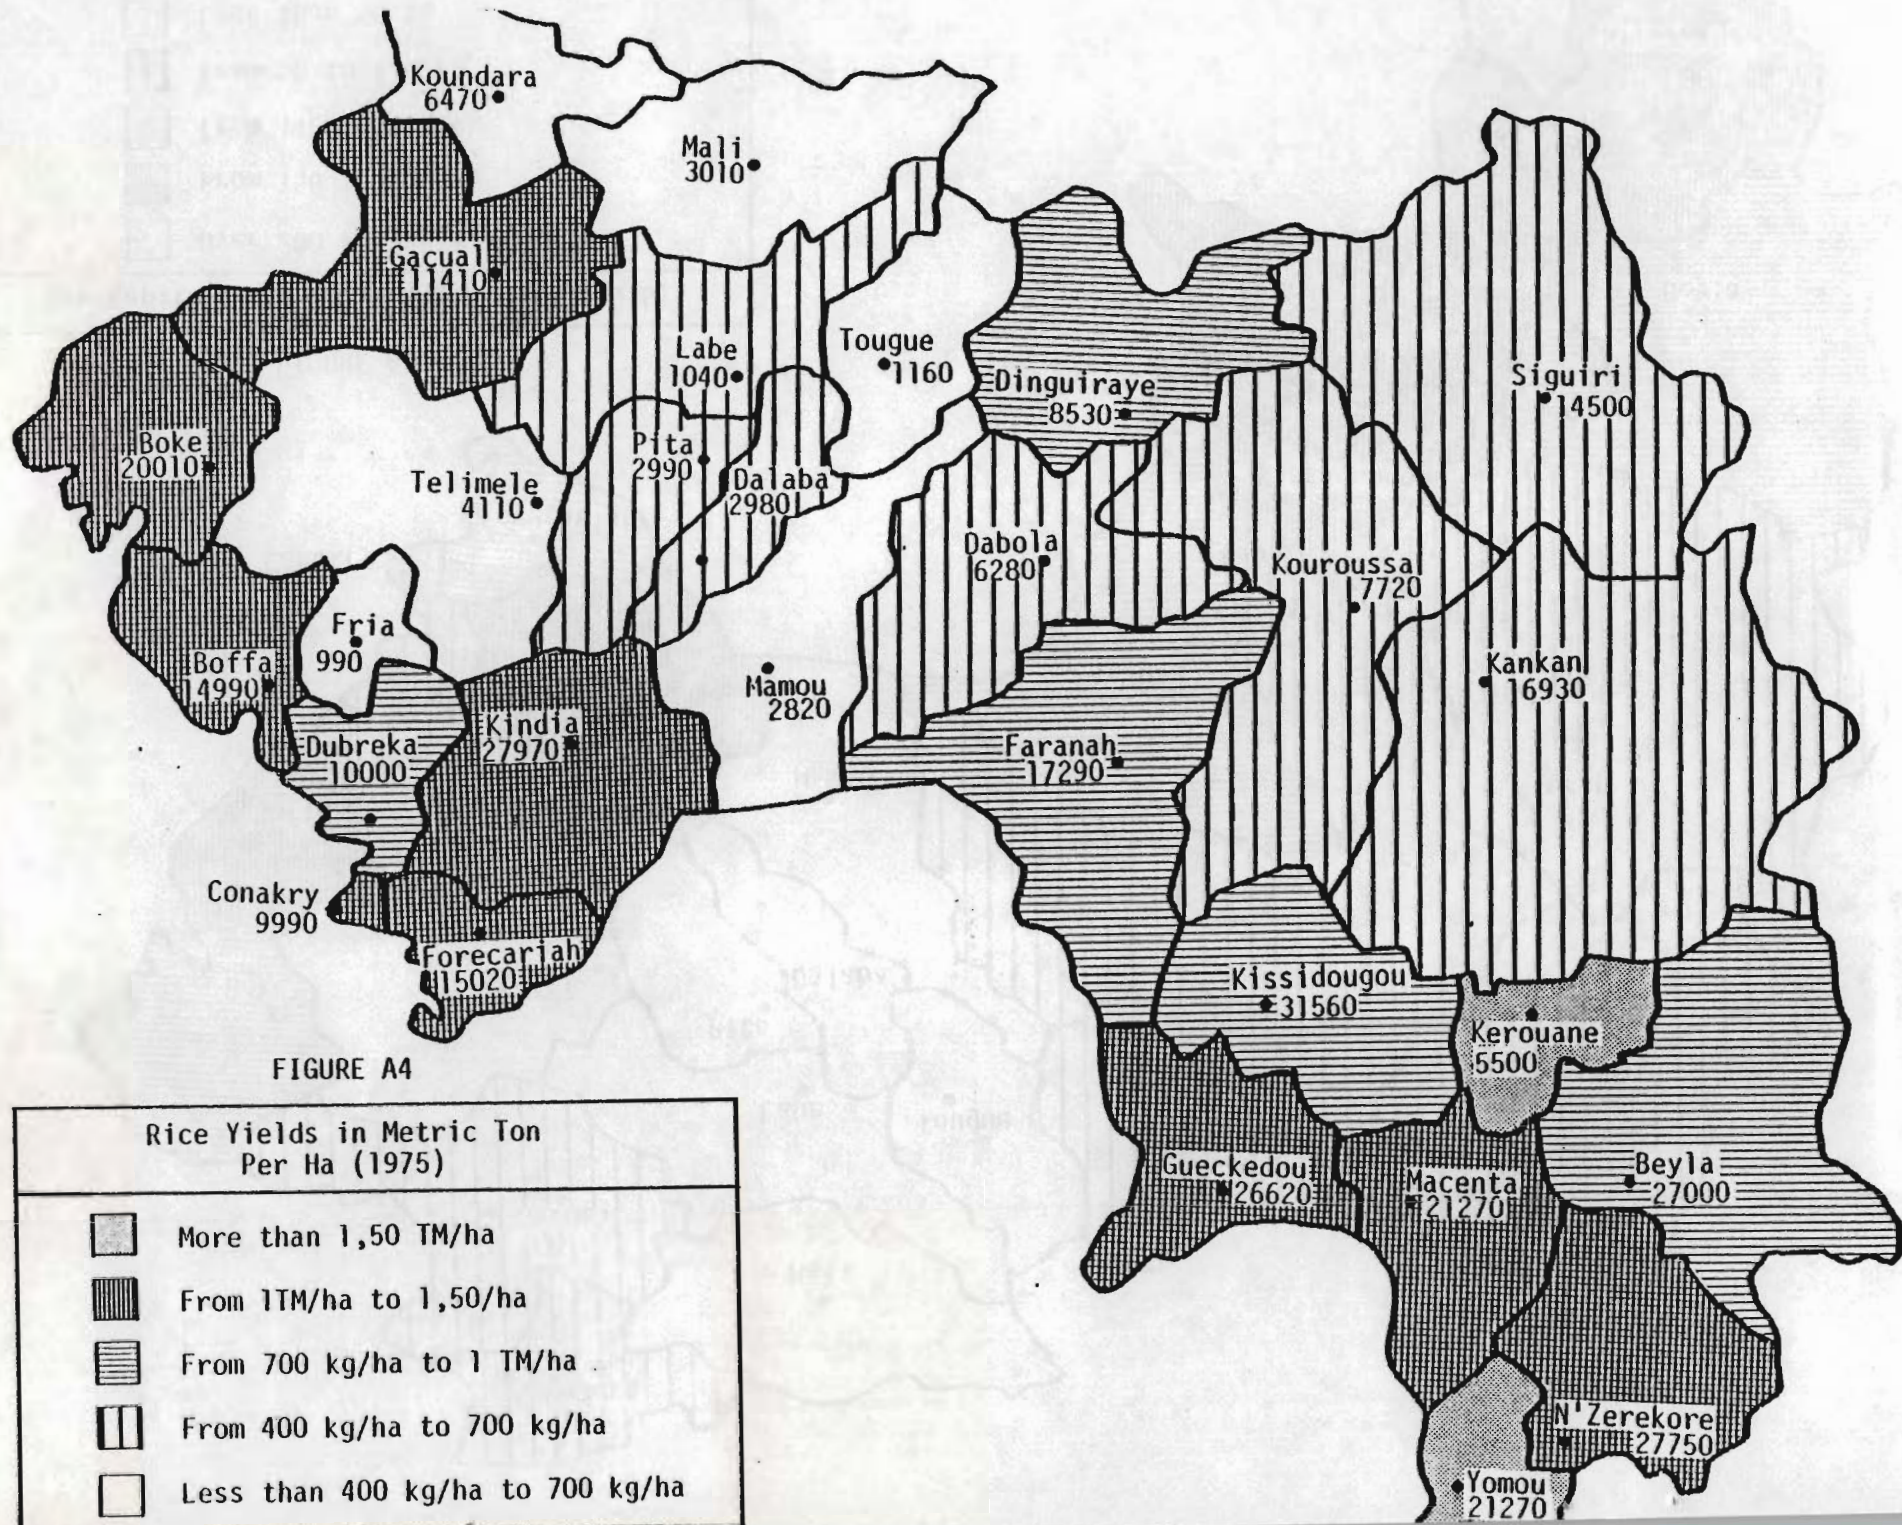 Koundara
6470
Mali
3010
Gacual
11410
Labe
1040
Tougue
1160
Dinguiraye
8530
Siguiri
14500
Boke
20010
Telimele
4110
Pita
2990
Dalaba
2980
Dabola
6280
Kouroussa
7720
Fria
990
Boffa
14990
Mamou
2820
Kankan
16930
Kindia
27970
Dubreka
10000
Faranah
17290
Conakry
9990
Forecariah
15020
Kissidougou
31560
Kerouane
5500
Gueckedou
26620
Macenta
21270
Beyla
27000
N'Zerekore
27750
Yomou
21270
FIGURE A4
Rice Yields in Metric Ton
Per Ha (1975)
More than 1,50 TM/ha
From 1TM/ha to 1,50/ha
From 700 kg/ha to 1 TM/ha
From 400 kg/ha to 700 kg/ha
Less than 400 kg/ha to 700 kg/ha